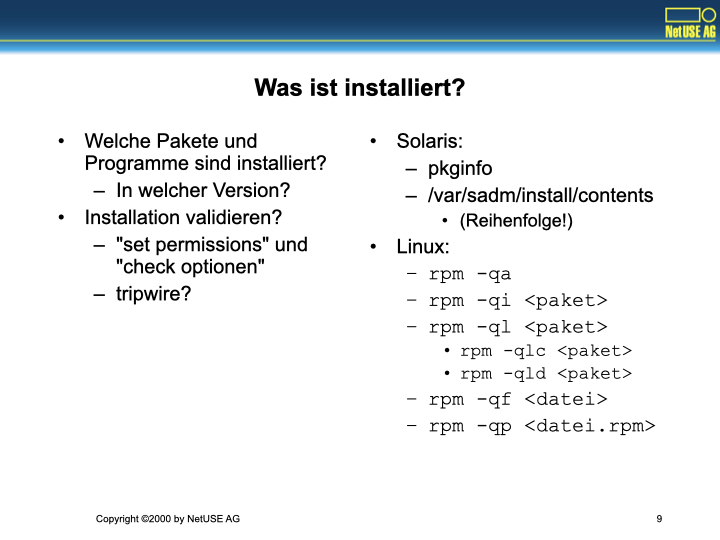 NetUSE AG
Was ist installiert?
• Welche Pakete und
Programme sind installiert?
– In welcher Version?
• Installation validieren?
– "set permissions" und
"check optionen"
– tripwire?
• Solaris:
– pkginfo
– /var/sadm/install/contents
• (Reihenfolge!)
• Linux:
– rpm -qa
– rpm -qi <paket>
– rpm -ql <paket>
• rpm -qlc <paket>
• rpm -qld <paket>
– rpm -qf <datei>
– rpm -qp <datei.rpm>
Copyright ©2000 by NetUSE AG
9